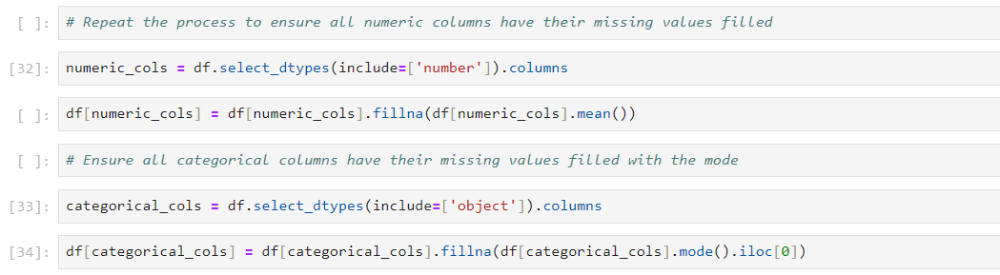 [ ]: # Repeat the process to ensure all numeric columns have their missing values filled
[32]: numeric_cols = df.select_dtypes(include=['number']).columns
[ ]: df[numeric_cols] = df[numeric_cols].fillna(df[numeric_cols].mean())
[ ]: # Ensure all categorical columns have their missing values filled with the mode
[33]: categorical_cols = df.select_dtypes(include=['object']).columns
[34]: df[categorical_cols] = df[categorical_cols].fillna(df[categorical_cols].mode().iloc[0])